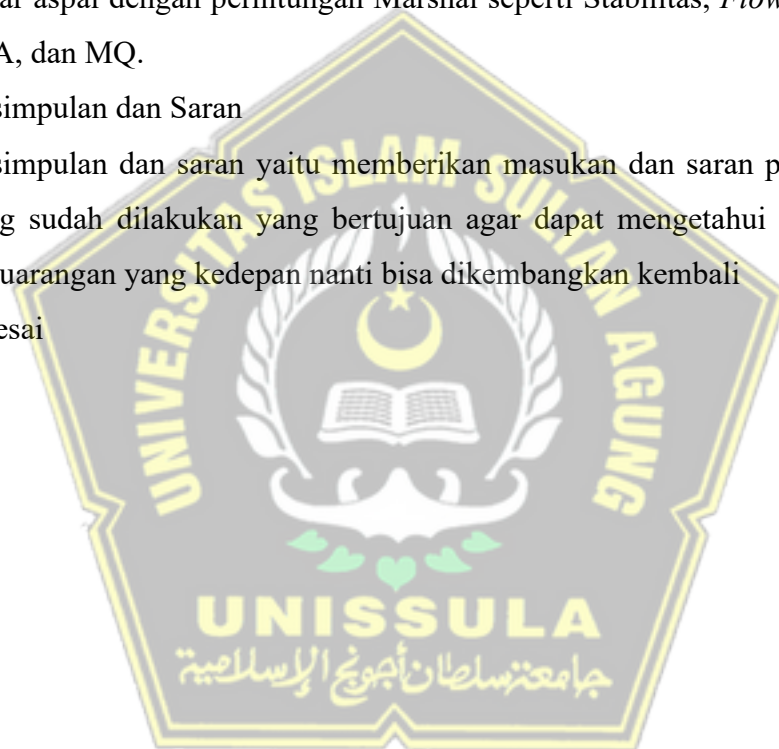 ar aspal dengan perhitungan Marshal seperti Stabilitas, Flow
A, dan MQ.
simpulan dan Saran
simpulan dan saran yaitu memberikan masukan dan saran p
g sudah dilakukan yang bertujuan agar dapat mengetahui
uarangan yang kedepan nanti bisa dikembangkan kembali
esai
UNIVERSITAS ISLAM SULTAN AGUNG
UNISSULA
جامعتسلطان أجونج الإسلامية